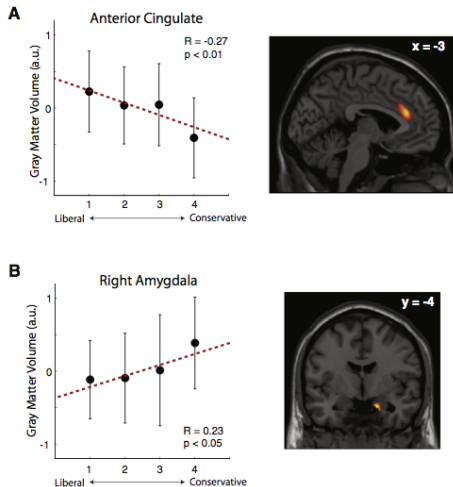 A
Anterior Cingulate
R = -0.27
p < 0.01
x = -3
Gray Matter Volume (a.u.)
1
0
-1
1 2 3 4
Liberal Conservative
B
Right Amygdala
y = -4
Gray Matter Volume (a.u.)
1
0
-1
R = 0.23
p < 0.05
1 2 3 4
Liberal Conservative